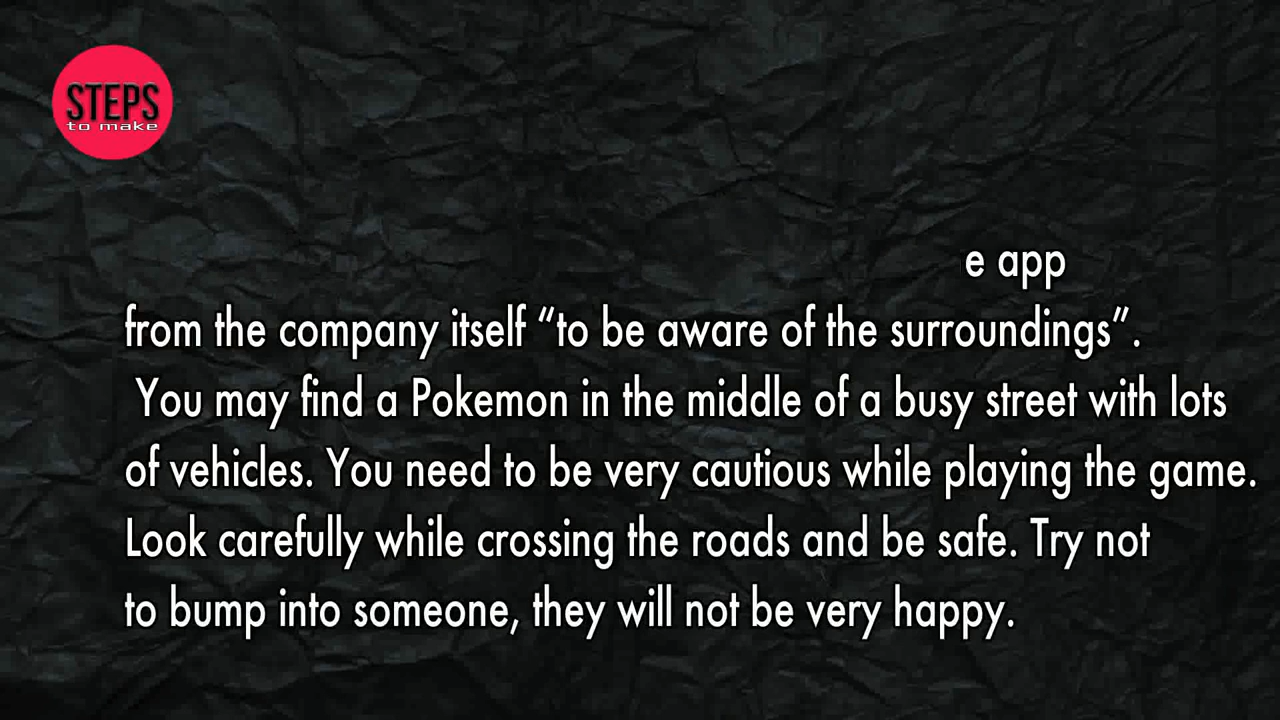 STEPS
to make
e app
from the company itself “to be aware of the surroundings”.
You may find a Pokemon in the middle of a busy street with lots
of vehicles. You need to be very cautious while playing the game.
Look carefully while crossing the roads and be safe. Try not
to bump into someone, they will not be very happy.